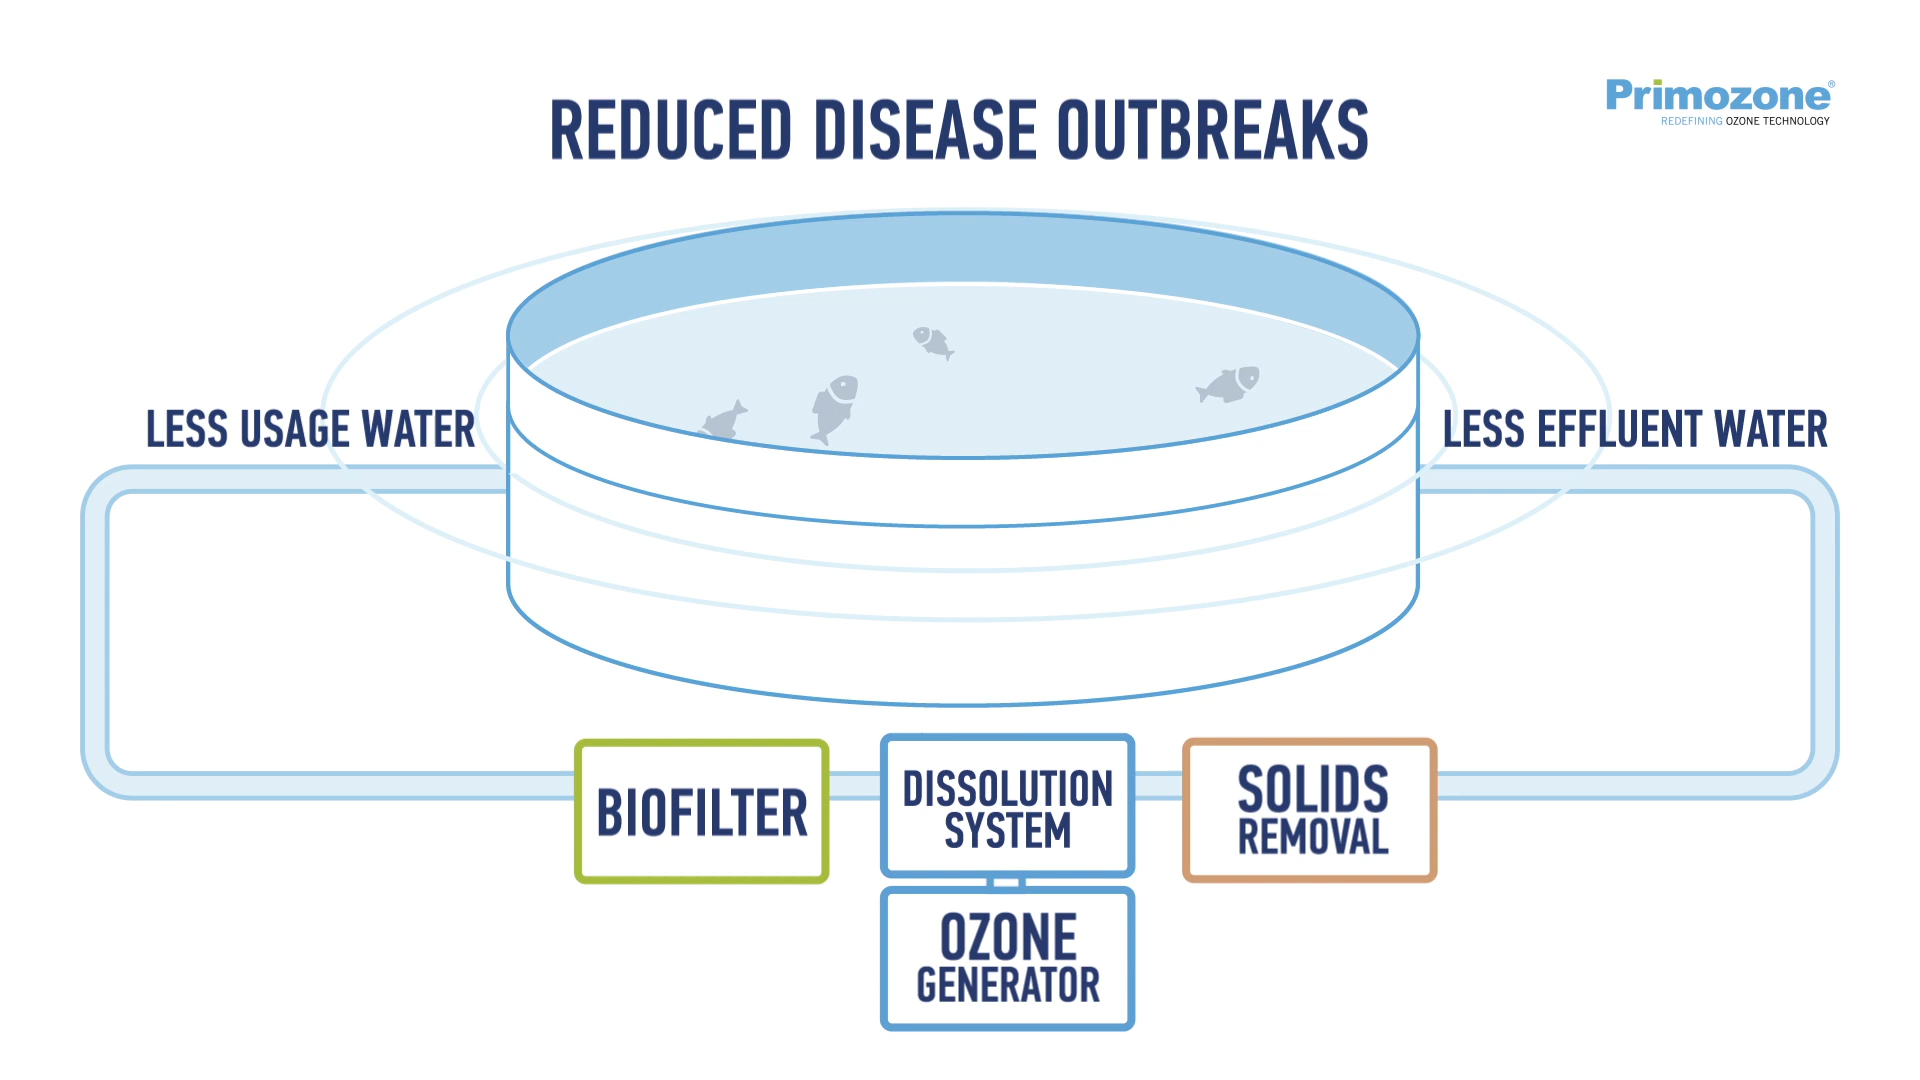 Primozone®
REDEFINING OZONE TECHNOLOGY
REDUCED DISEASE OUTBREAKS
LESS USAGE WATER
LESS EFFLUENT WATER
BIOFILTER
DISSOLUTION
SYSTEM
SOLIDS
REMOVAL
OZONE
GENERATOR